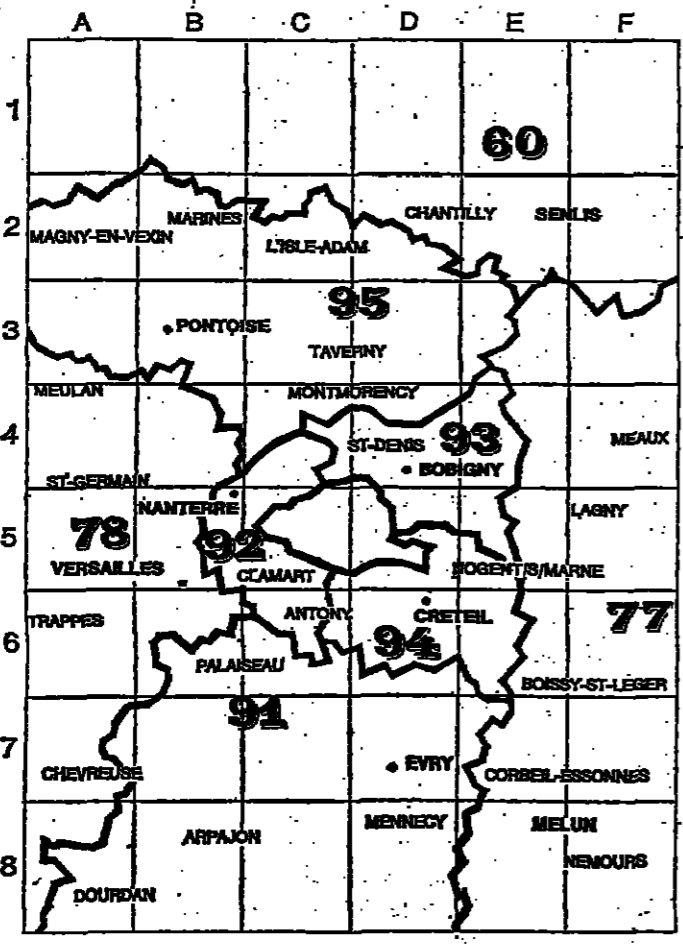 A B C D E F
1
60
2
MARINES
CHANTILLY SENLIS
MAGNY-EN-VEXIN
L'ISLE-ADAM
95
3
PONTOISE
TAVERNY
MEULAN
MONTMORENCY
4
ST-DENIS
93
MEAUX
BOBIGNY
ST-GERMAIN
NANTERRE
LAGNY
5
78
92
VERSAILLES
CLAMART
NOGENT/S/MARNE
TRAPPES
ANTONY
CRETEIL
77
6
94
PALAISEAU
BOISSY-ST-LEGER
91
7
CHEVREUSE
EVRY
CORBEIL-ESSONNES
ARPAJON
MENNECY
MELUN
8
NEMOURS
DOURDAN